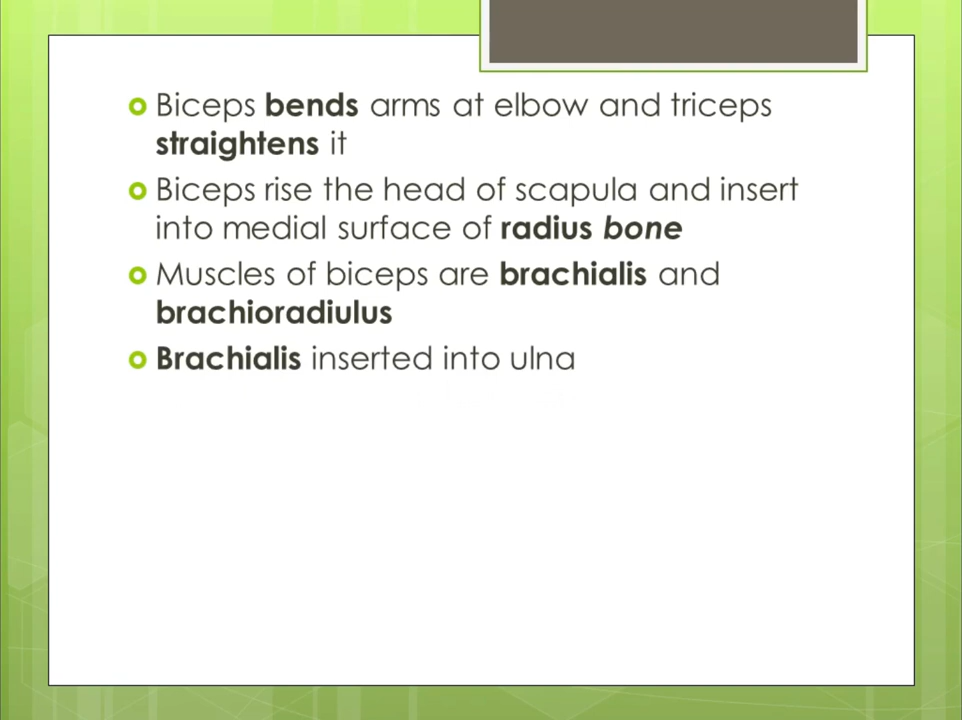 Biceps bends arms at elbow and triceps
straightens it
Biceps rise the head of scapula and insert
into medial surface of radius bone
Muscles of biceps are brachialis and
brachioradiulus
Brachialis inserted into ulna